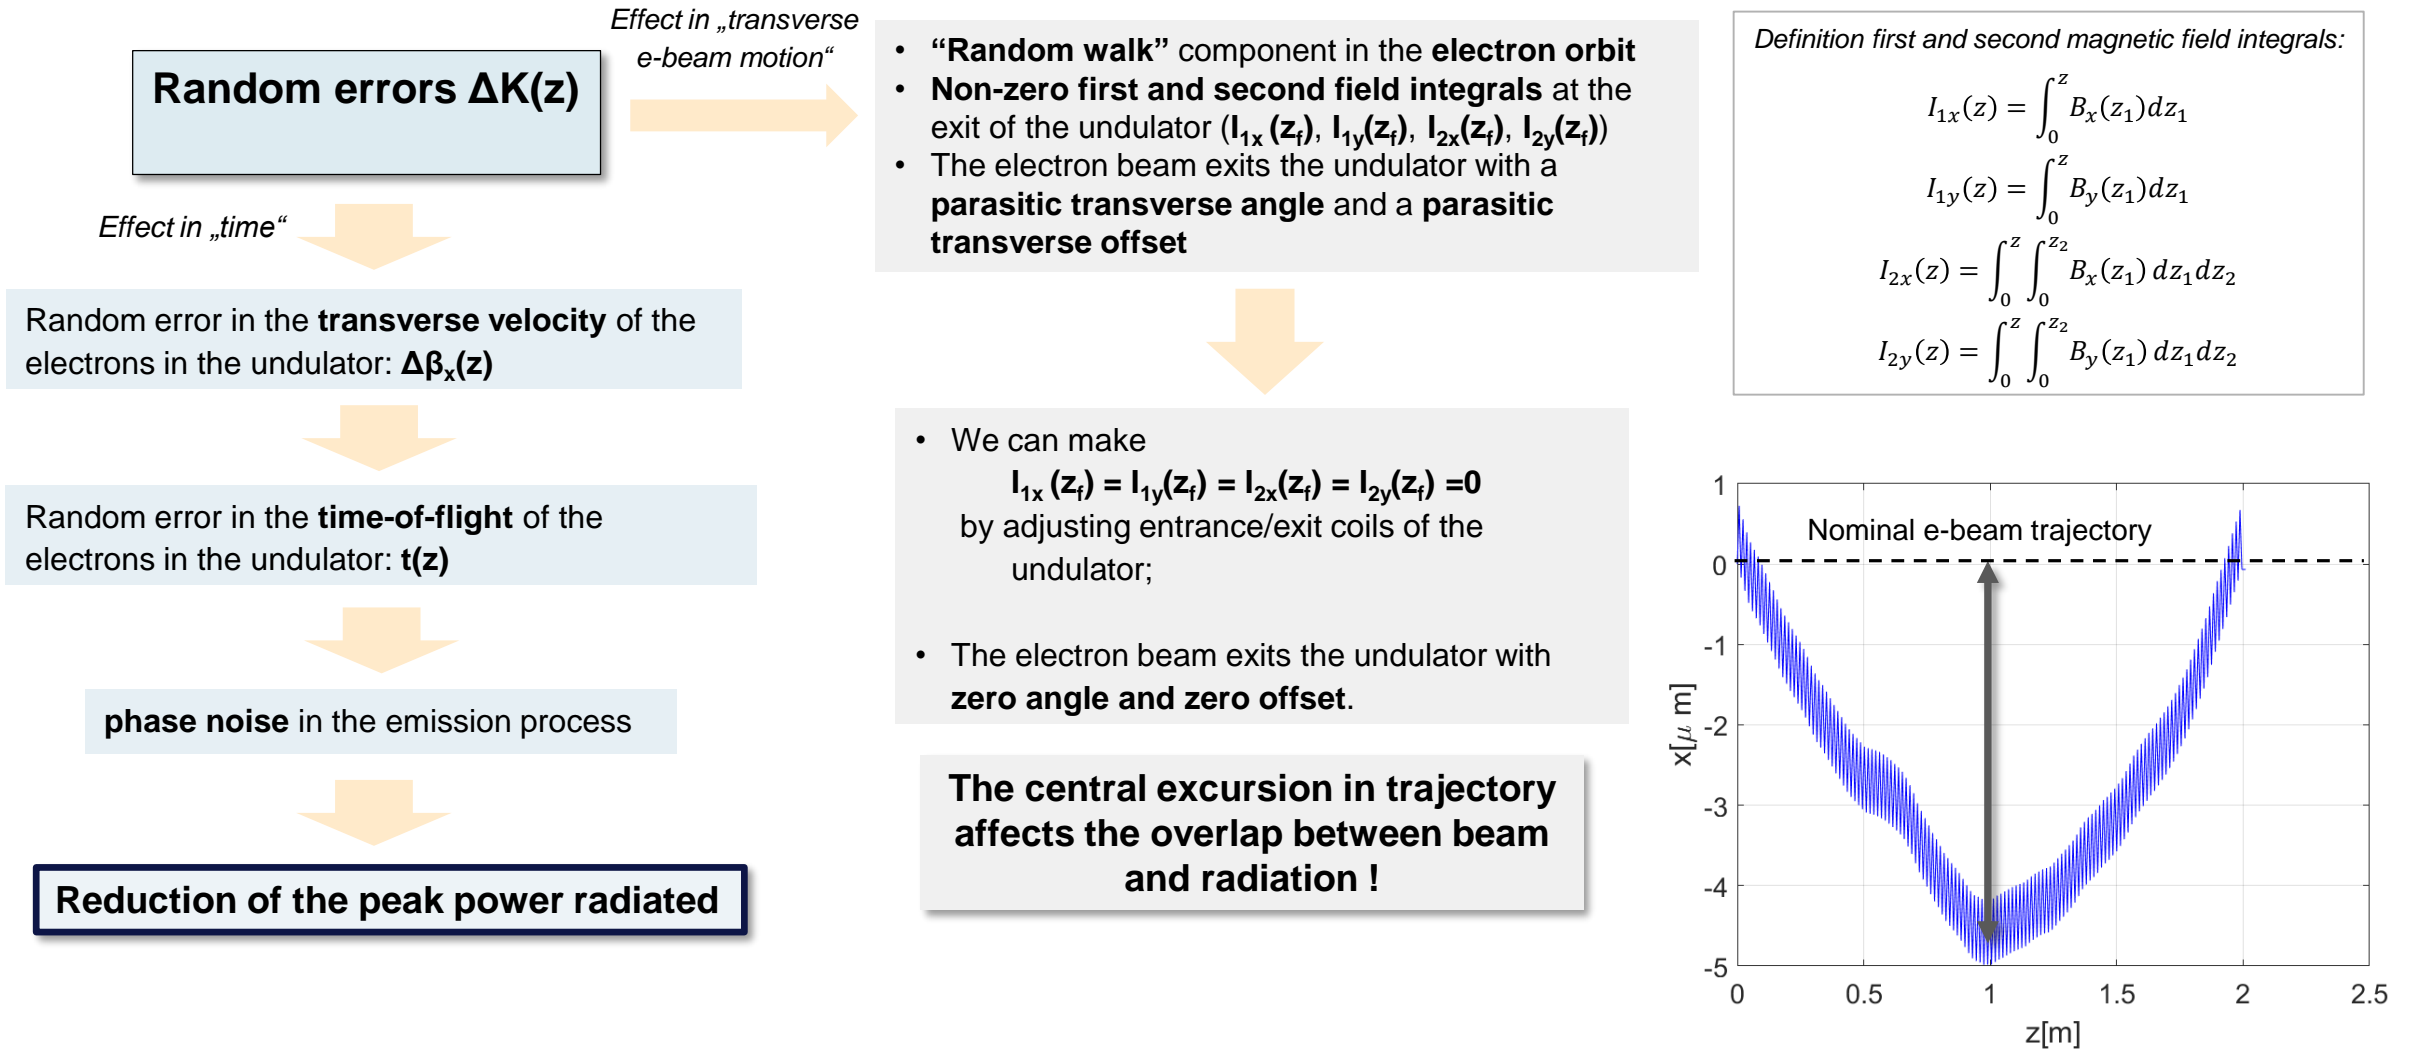 Random errors ΔK(z)
Effect in „transverse
e-beam motion“
Effect in „time“
Random error in the transverse velocity of the
electrons in the undulator: Δβx(z)
Random error in the time-of-flight of the
electrons in the undulator: t(z)
phase noise in the emission process
Reduction of the peak power radiated
• “Random walk” component in the electron orbit
• Non-zero first and second field integrals at the
exit of the undulator (I1x (zf), I1y(zf), I2x(zf), I2y(zf))
• The electron beam exits the undulator with a
parasitic transverse angle and a parasitic
transverse offset
• We can make
I1x (zf) = I1y(zf) = I2x(zf) = I2y(zf) =0
by adjusting entrance/exit coils of the
undulator;
• The electron beam exits the undulator with
zero angle and zero offset.
The central excursion in trajectory
affects the overlap between beam
and radiation !
Definition first and second magnetic field integrals:
I1x(z) = ∫0^z Bx(z1)dz1
I1y(z) = ∫0^z By(z1)dz1
I2x(z) = ∫0^z ∫0^z2 Bx(z1) dz1dz2
I2y(z) = ∫0^z ∫0^z2 By(z1) dz1dz2
Nominal e-beam trajectory
1
0
-1
-2
-3
-4
-5
x[μ m]
0 0.5 1 1.5 2 2.5
z[m]